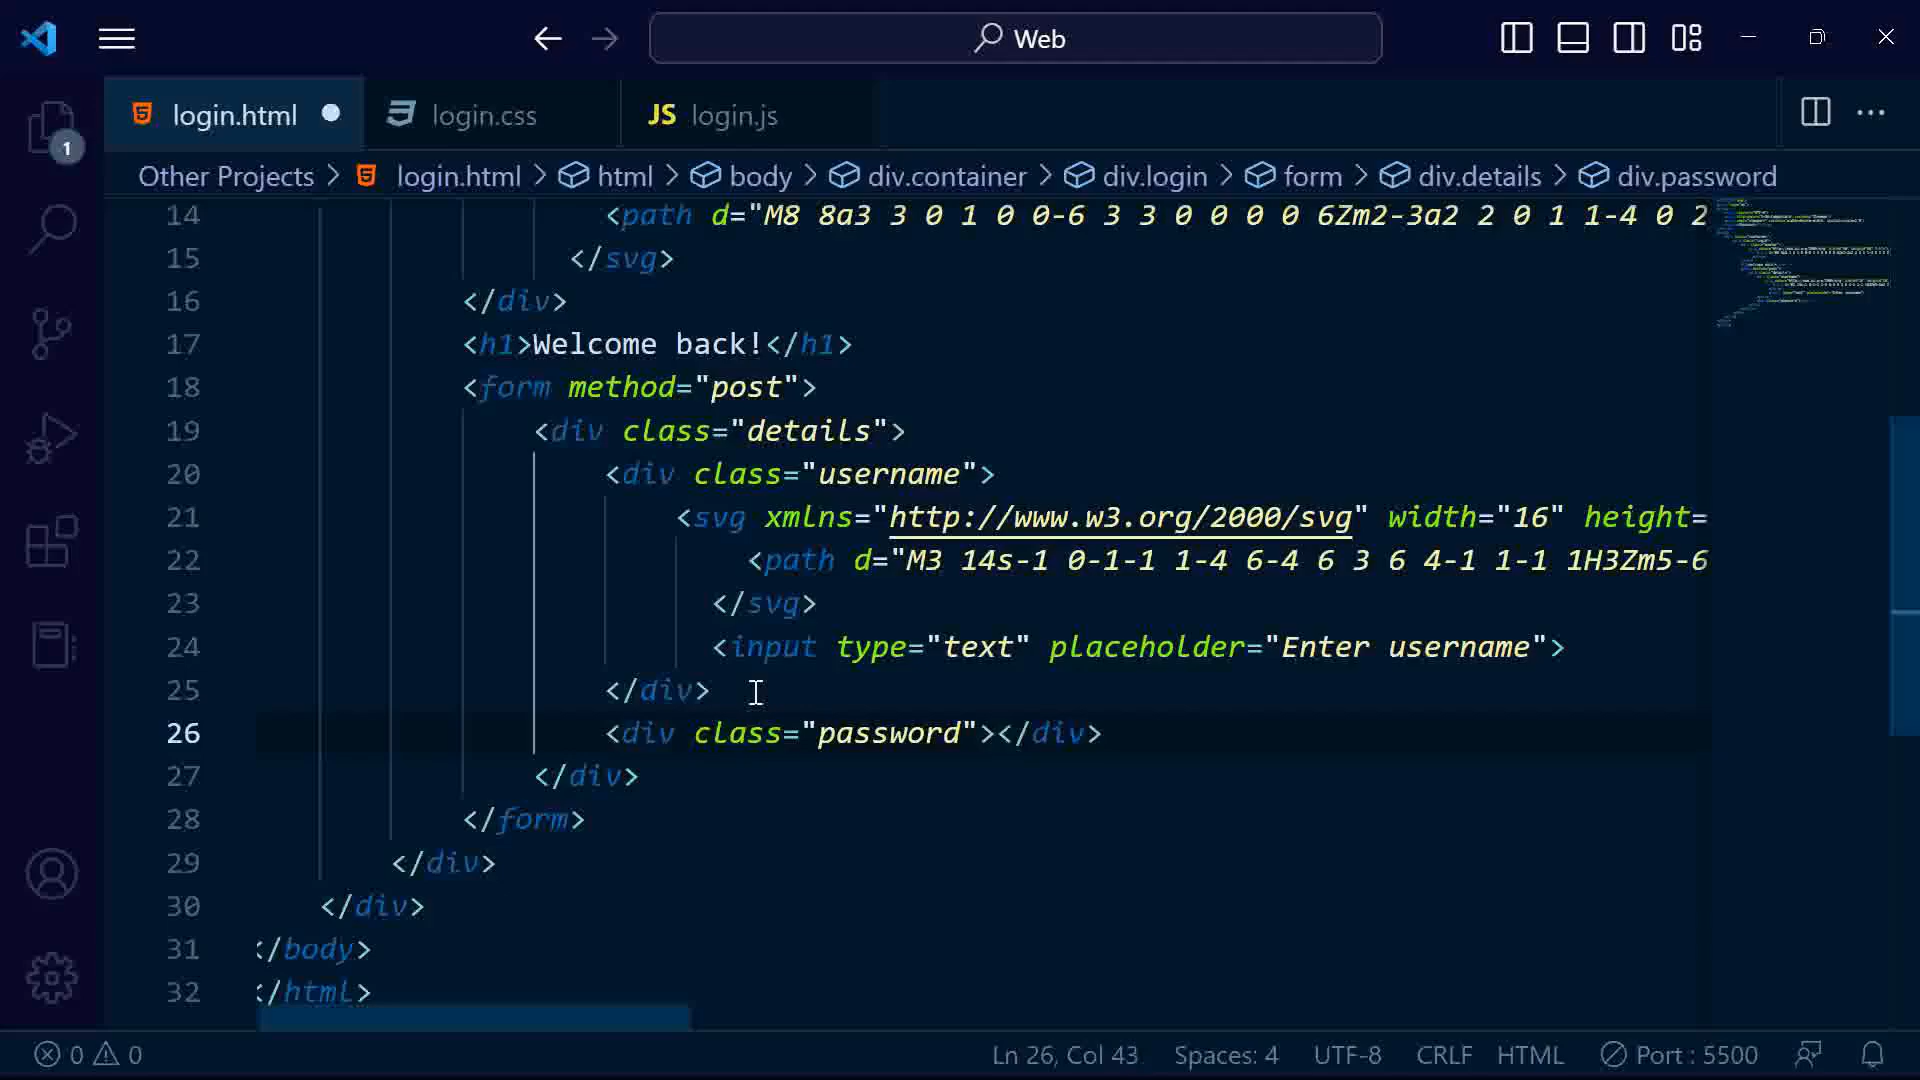 Web
login.html
login.css
JS login.js
1
Other Projects > login.html > html > body > div.container > div.login > form > div.details > div.password
14 <path d="M8 8a3 3 0 1 0 0-6 3 3 0 0 0 0 6Zm2-3a2 2 0 1 1-4 0 2
15 </svg>
16 </div>
17 <h1>Welcome back!</h1>
18 <form method="post">
19 <div class="details">
20 <div class="username">
21 <svg xmlns="http://www.w3.org/2000/svg" width="16" height=
22 <path d="M3 14s-1 0-1-1 1-4 6-4 6 3 6 4-1 1-1 1H3Zm5-6
23 </svg>
24 <input type="text" placeholder="Enter username">
25 </div>
26 <div class="password"></div>
27 </div>
28 </form>
29 </div>
30 </div>
31 </body>
32 </html>
0 0 Ln 26, Col 43 Spaces: 4 UTF-8 CRLF HTML Port : 5500